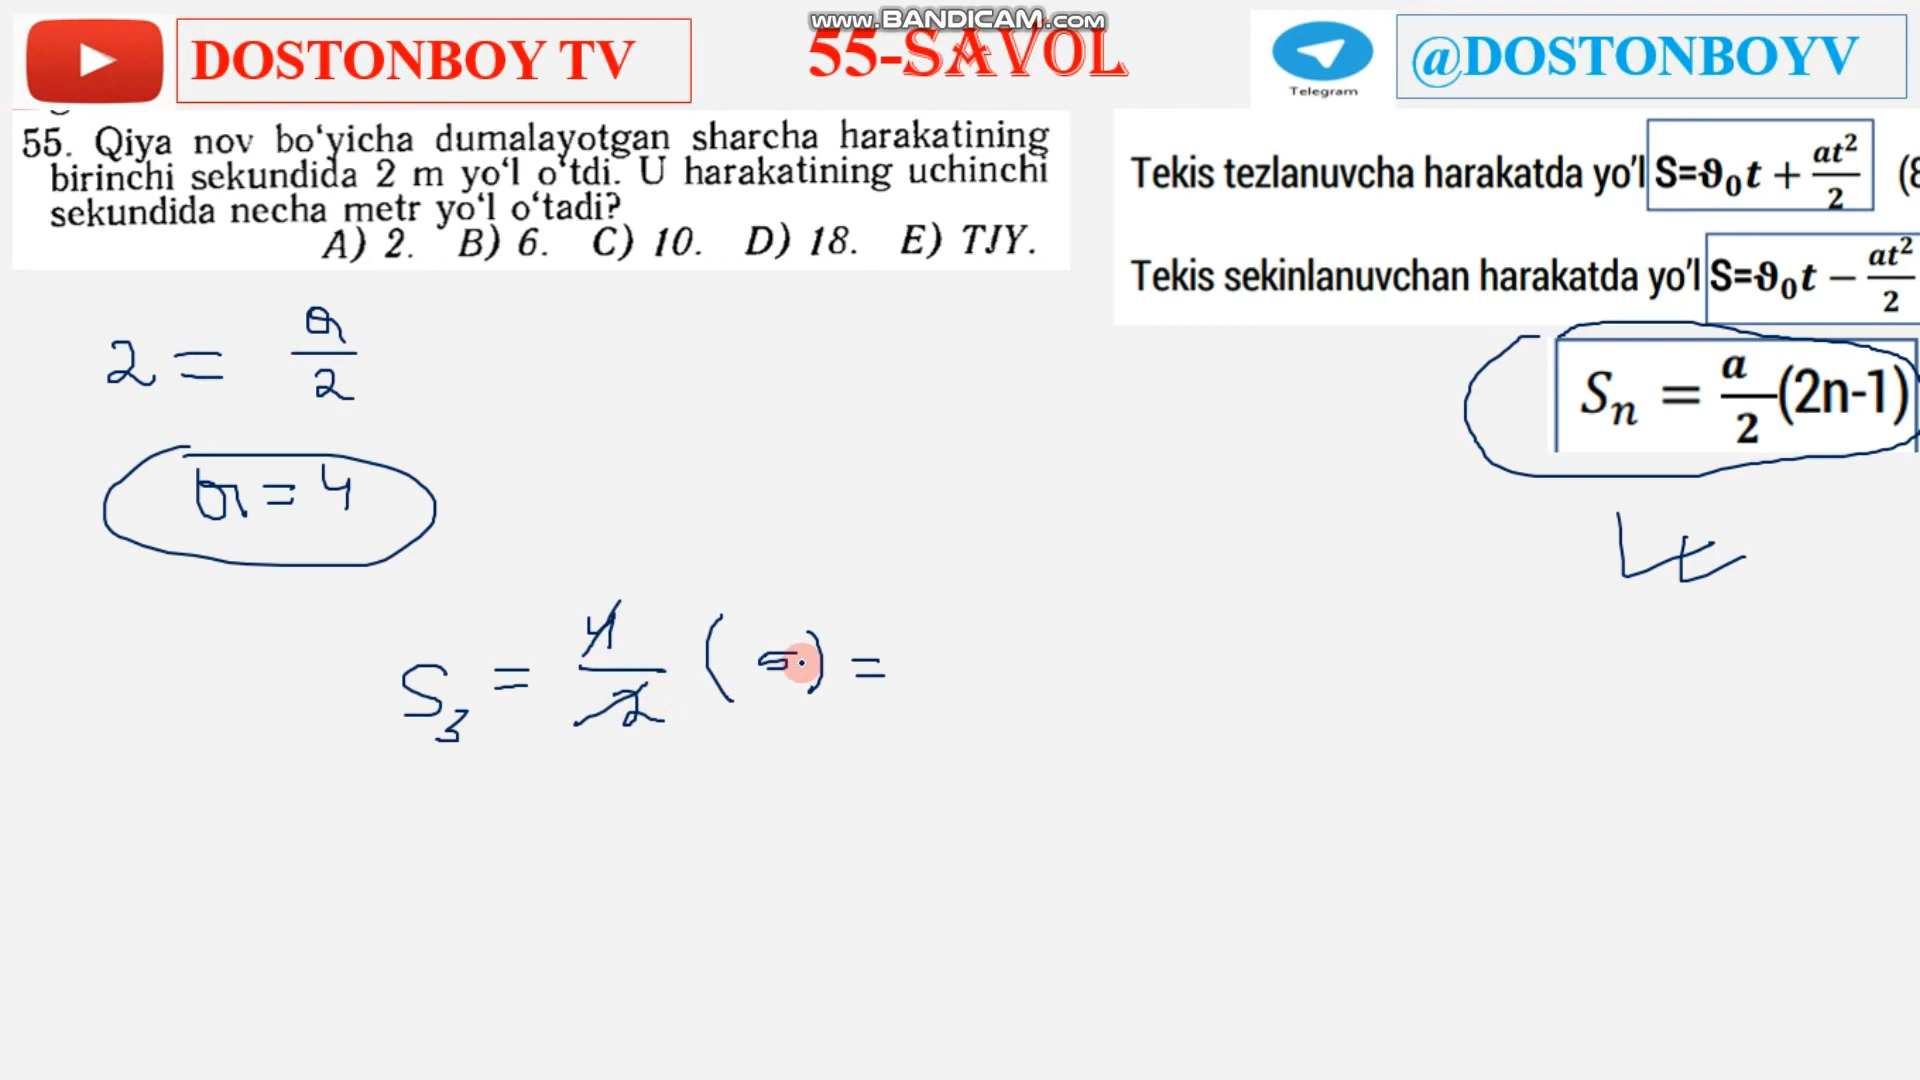 www.BANDICAM.com
DOSTONBOY TV
55-SAVOL
Telegram
@DOSTONBOYV
55. Qiya nov bo‘yicha dumalayotgan sharcha harakatining
birinchi sekundida 2 m yo‘l o‘tdi. U harakatining uchinchi
sekundida necha metr yo‘l o‘tadi?
A) 2. B) 6. C) 10. D) 18. E) TJY.
Tekis tezlanuvcha harakatda yo'l S=ϑ₀t + at²/2 (8
Tekis sekinlanuvchan harakatda yo'l S=ϑ₀t − at²/2
Sₙ = a/2 (2n-1)
2 = a/2
a = 4
S₃ = 4/2 ( ) =